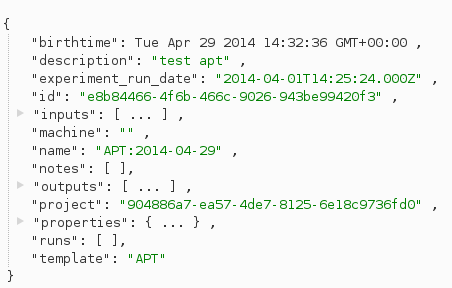 {
"birthtime": Tue Apr 29 2014 14:32:36 GMT+00:00 ,
"description": "test apt" ,
"experiment_run_date": "2014-04-01T14:25:24.000Z" ,
"id": "e8b84466-4f6b-466c-9026-943be99420f3" ,
"inputs": [ ... ] ,
"machine": "" ,
"name": "APT:2014-04-29" ,
"notes": [ ],
"outputs": [ ... ] ,
"project": "904886a7-ea57-4de7-8125-6e18c9736fd0" ,
"properties": { ... } ,
"runs": [ ],
"template": "APT"
}